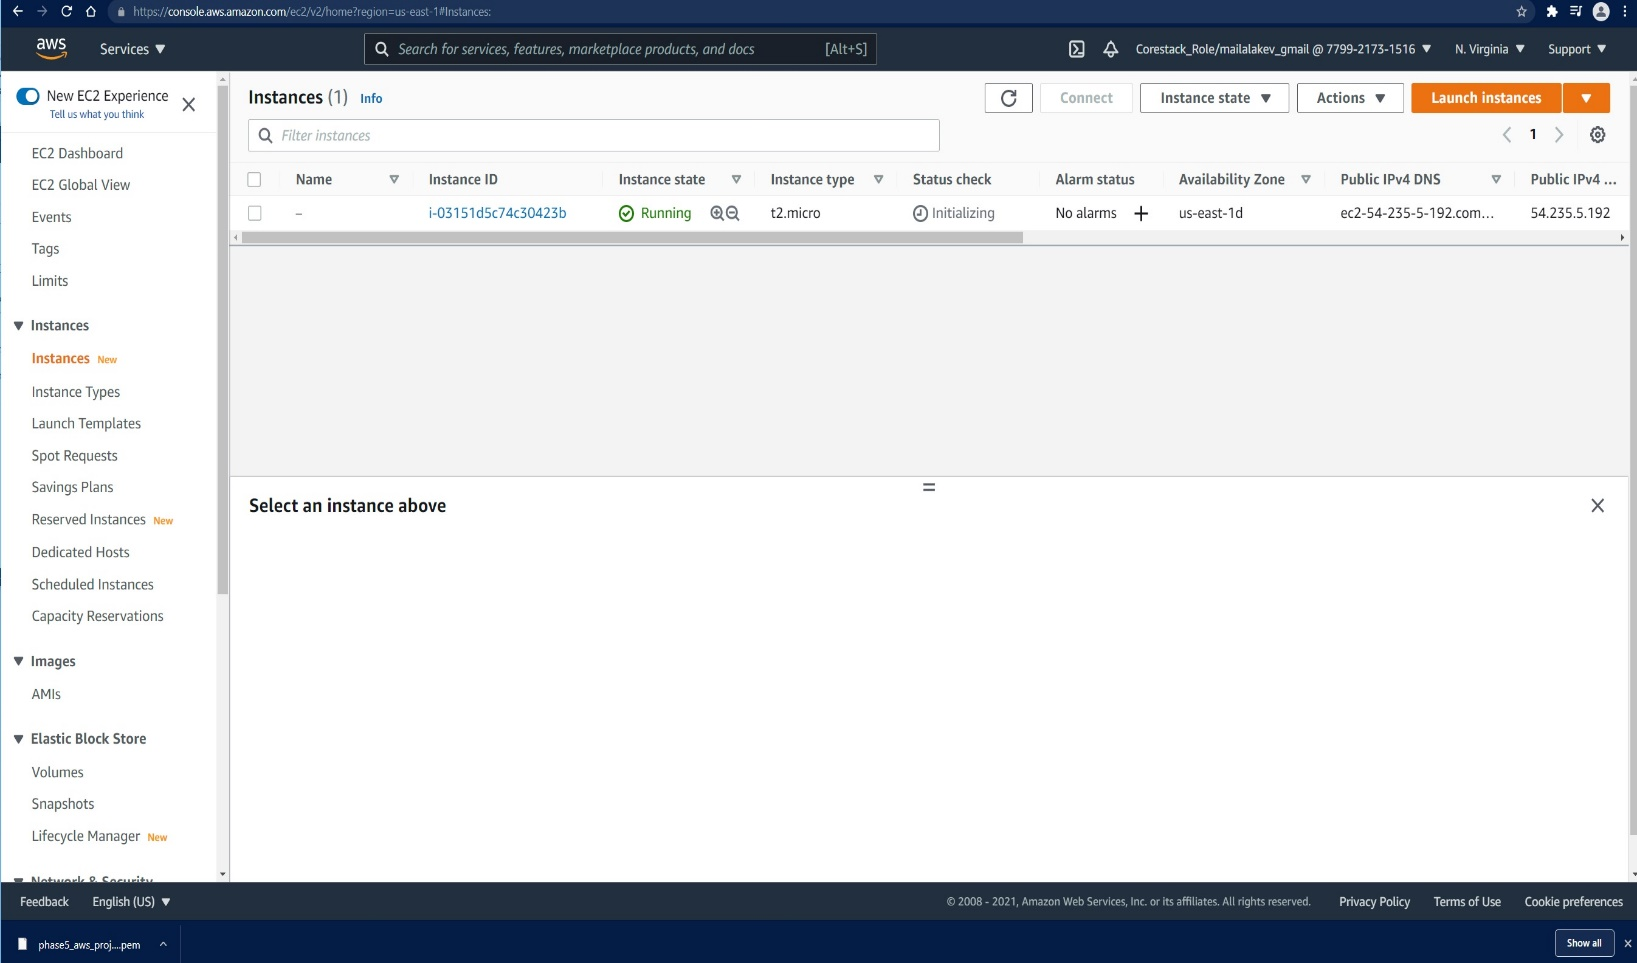 https://console.aws.amazon.com/ec2/v2/home?region=us-east-1#Instances:
aws Services ▼ Search for services, features, marketplace products, and docs [Alt+S] Corestack_Role/mailalakev_gmail @ 7799-2173-1516 ▼ N. Virginia ▼ Support ▼
New EC2 Experience
Tell us what you think
EC2 Dashboard
EC2 Global View
Events
Tags
Limits
Instances
Instances New
Instance Types
Launch Templates
Spot Requests
Savings Plans
Reserved Instances New
Dedicated Hosts
Scheduled Instances
Capacity Reservations
Images
AMIs
Elastic Block Store
Volumes
Snapshots
Lifecycle Manager New
Network & Security
Instances (1) Info Connect Instance state ▼ Actions ▼ Launch instances ▼
Filter instances
1
Name Instance ID Instance state Instance type Status check Alarm status Availability Zone Public IPv4 DNS Public IPv4 ...
– i-03151d5c74c30423b Running t2.micro Initializing No alarms + us-east-1d ec2-54-235-5-192.com... 54.235.5.192
Select an instance above
Feedback English (US) ▼ © 2008 - 2021, Amazon Web Services, Inc. or its affiliates. All rights reserved. Privacy Policy Terms of Use Cookie preferences
phase5_aws_proj....pem Show all